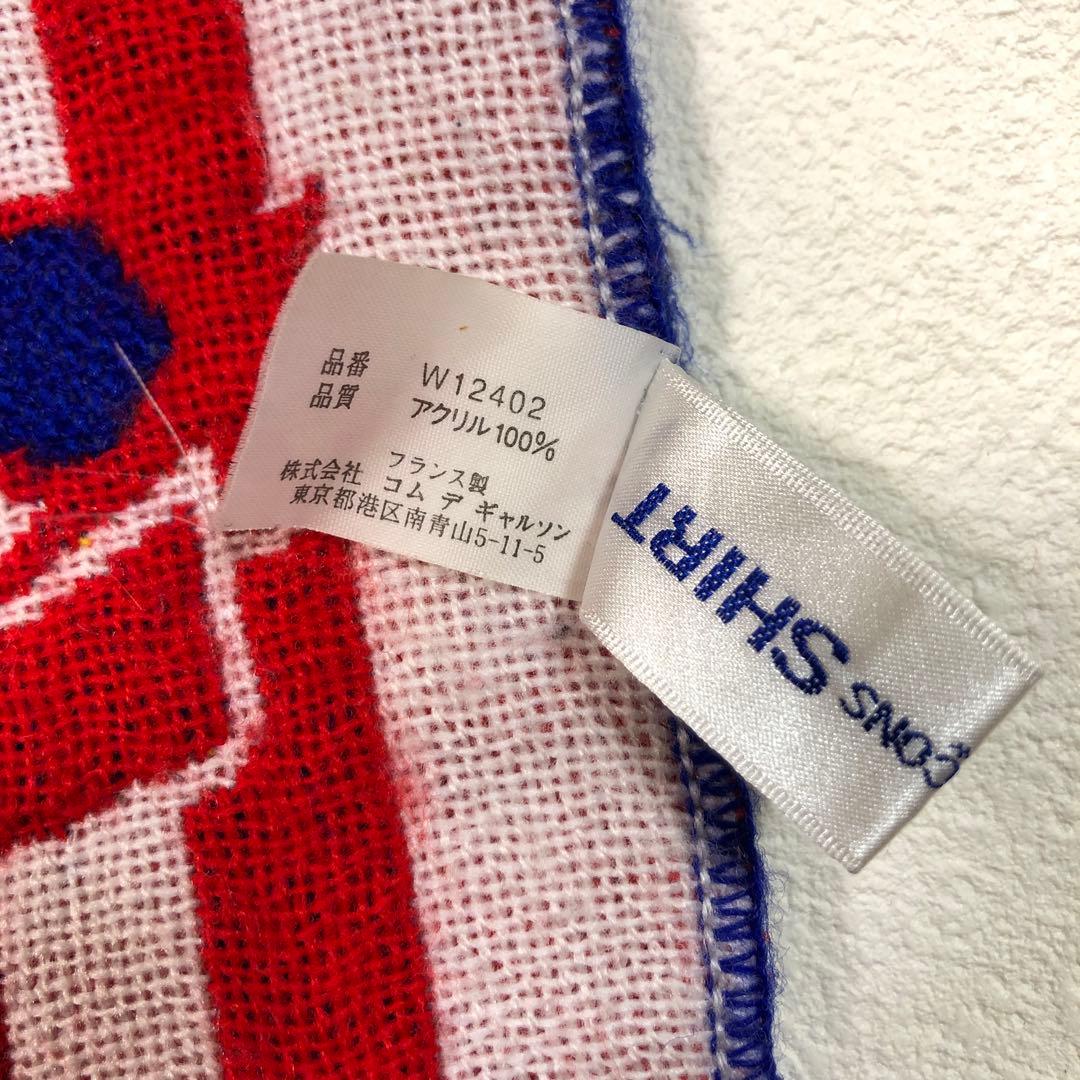 品番 W12402
品質 アクリル100%
フランス製
株式会社 コム デ ギャルソン
東京都港区南青山5-11-5
SHIRT
ÇONS